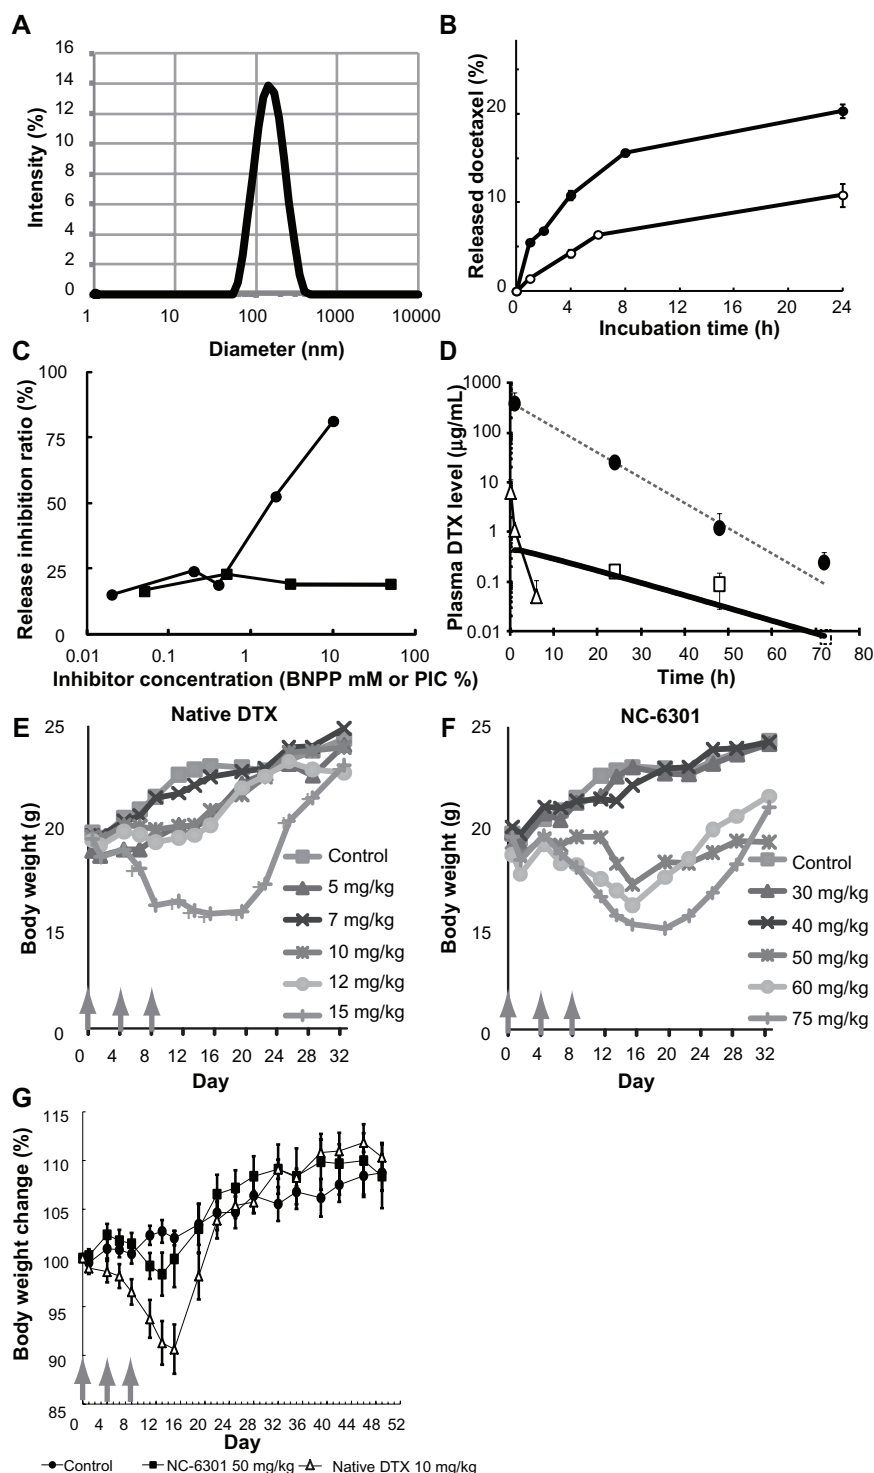 A
Intensity (%)
16
14
12
10
8
6
4
2
0
1 10 100 1000 10000
Diameter (nm)
B
Released docetaxel (%)
20
10
0
0 4 8 12 16 20 24
Incubation time (h)
C
Release inhibition ratio (%)
100
75
50
25
0
0.01 0.1 1 10 100
Inhibitor concentration (BNPP mM or PIC %)
D
Plasma DTX level (µg/mL)
1000
100
10
1
0.1
0.01
0 10 20 30 40 50 60 70 80
Time (h)
E
Native DTX
Body weight (g)
25
20
15
0
Control
5 mg/kg
7 mg/kg
10 mg/kg
12 mg/kg
15 mg/kg
0 4 8 12 16 20 24 28 32
Day
F
NC-6301
Body weight (g)
25
20
15
0
Control
30 mg/kg
40 mg/kg
50 mg/kg
60 mg/kg
75 mg/kg
0 4 8 12 16 20 24 28 32
Day
G
Body weight change (%)
115
110
105
100
95
90
85
0 4 8 12 16 20 24 28 32 36 40 44 48 52
Day
Control NC-6301 50 mg/kg Native DTX 10 mg/kg